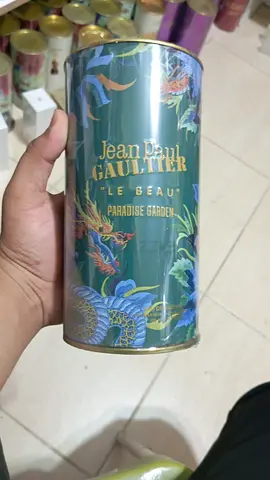 Jean Paul
GAULTIER
"LE BEAU"
PARADISE GARDEN